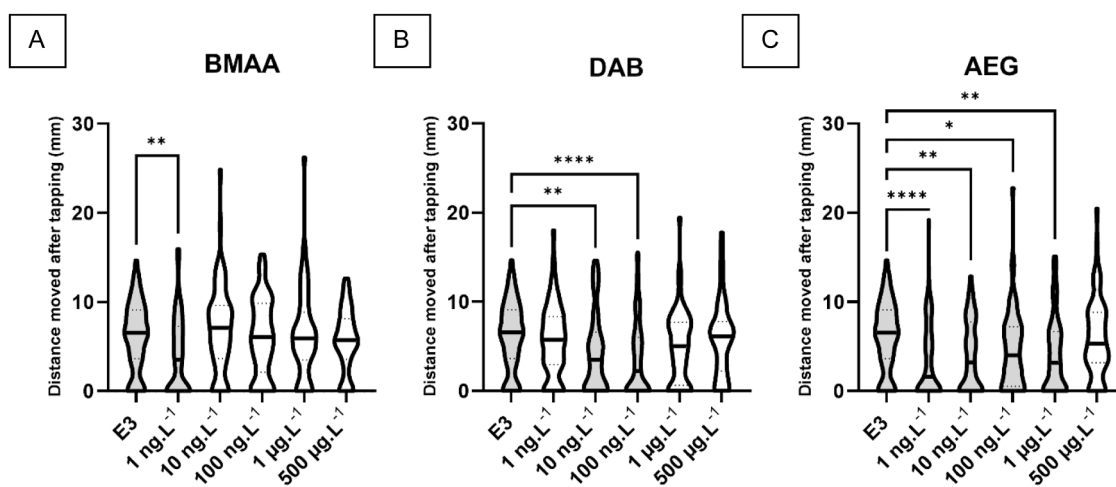 A
BMAA
Distance moved after tapping (mm)
30
20
10
0
**
E3
1 ng.L⁻¹
10 ng.L⁻¹
100 ng.L⁻¹
1 µg.L⁻¹
500 µg.L⁻¹
B
DAB
Distance moved after tapping (mm)
30
20
10
0
****
**
E3
1 ng.L⁻¹
10 ng.L⁻¹
100 ng.L⁻¹
1 µg.L⁻¹
500 µg.L⁻¹
C
AEG
Distance moved after tapping (mm)
30
20
10
0
**
*
**
****
E3
1 ng.L⁻¹
10 ng.L⁻¹
100 ng.L⁻¹
1 µg.L⁻¹
500 µg.L⁻¹